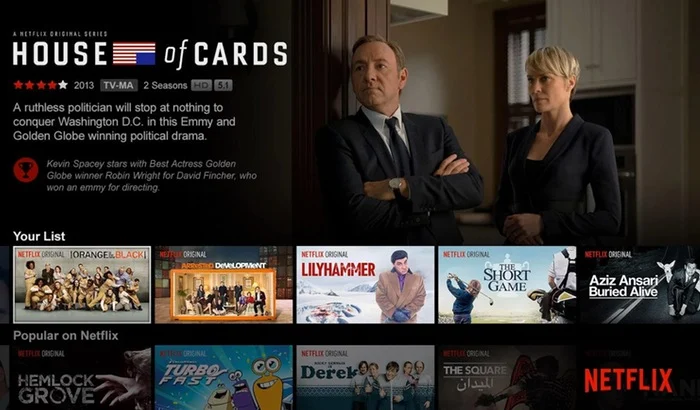 A NETFLIX ORIGINAL SERIES
HOUSE of CARDS
2013 TV-MA 2 Seasons HD 5.1
A ruthless politician will stop at nothing to
conquer Washington D.C. in this Emmy and
Golden Globe winning political drama.
Kevin Spacey stars with Best Actress Golden
Globe winner Robin Wright for David Fincher, who
won an emmy for directing.
Your List
NETFLIX ORIGINAL
ORANGE is the new BLACK
NETFLIX ORIGINAL
ARRESTED DEVELOPMENT
NETFLIX ORIGINAL
LILYHAMMER
NETFLIX ORIGINAL
THE
SHORT
GAME
NETFLIX ORIGINAL
Aziz Ansari
Buried Alive
Popular on Netflix
NETFLIX ORIGINAL
HEMLOCK
GROVE
NETFLIX ORIGINAL
TURBO
FAST
NETFLIX ORIGINAL
RICKY GERVAIS
Derek
NETFLIX ORIGINAL
THE SQUARE
الميدان
NETFLIX